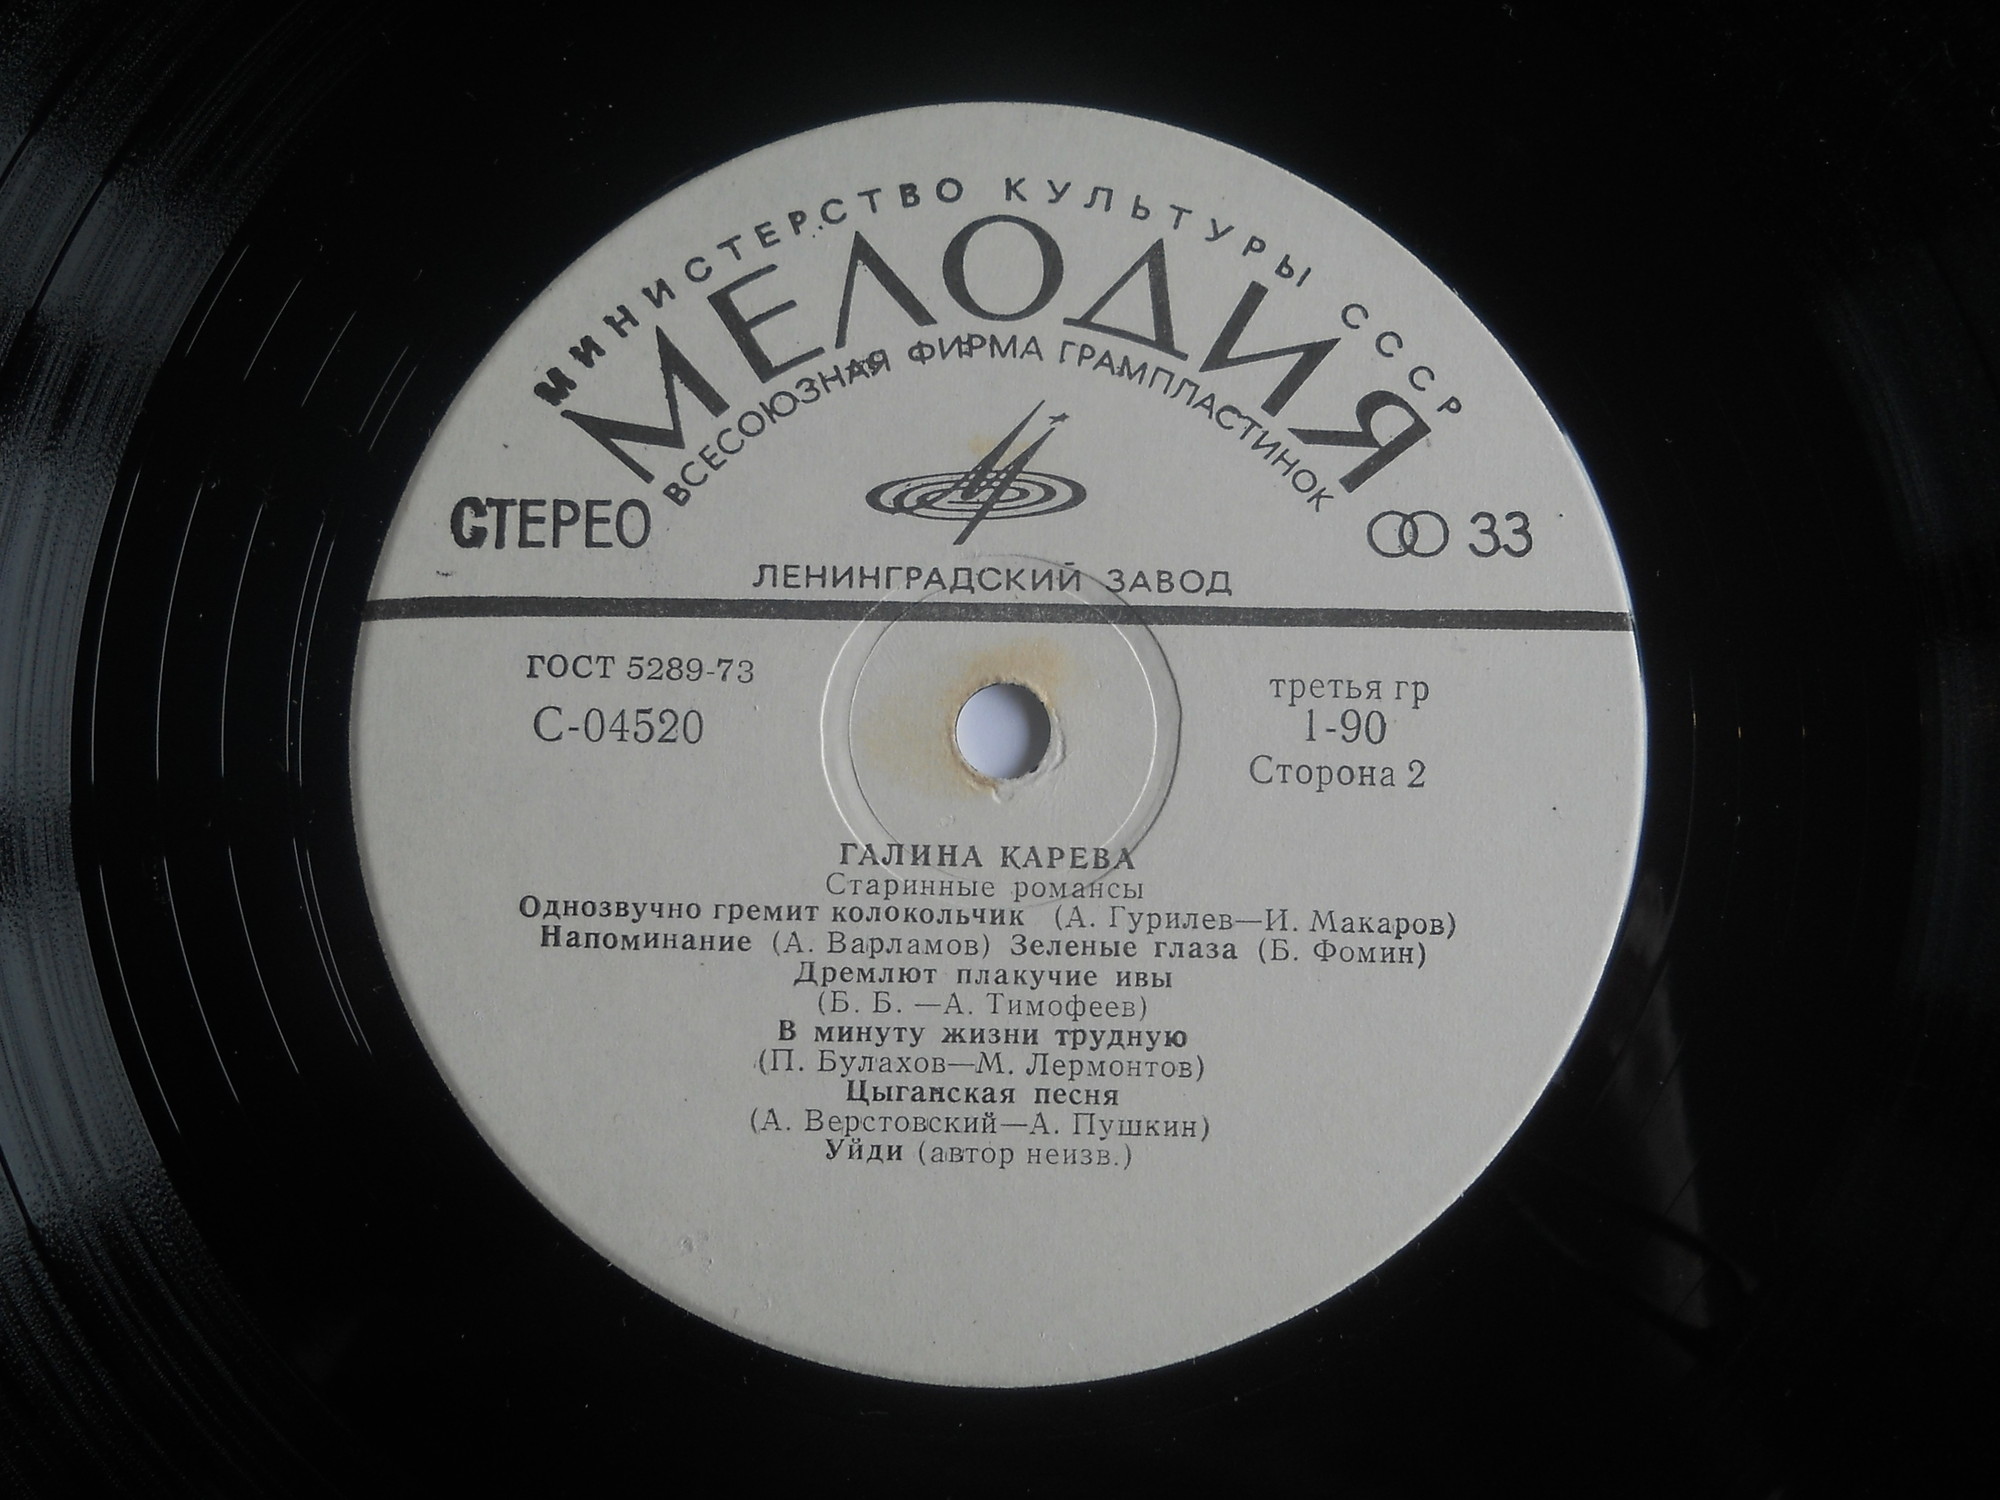 МИНИСТЕРСТВО КУЛЬТУРЫ СССР
МЕЛОДИЯ
ВСЕСОЮЗНАЯ ФИРМА ГРАМПЛАСТИНОК
СТЕРЕО
33
ЛЕНИНГРАДСКИЙ ЗАВОД
ГОСТ 5289-73
С-04520
третья гр
1-90
Сторона 2
ГАЛИНА КАРЕВА
Старинные романсы
Однозвучно гремит колокольчик (А. Гурилев—И. Макаров)
Напоминание (А. Варламов) Зеленые глаза (Б. Фомин)
Дремлют плакучие ивы
(Б. Б. —А. Тимофеев)
В минуту жизни трудную
(П. Булахов—М. Лермонтов)
Цыганская песня
(А. Верстовский—А. Пушкин)
Уйди (автор неизв.)